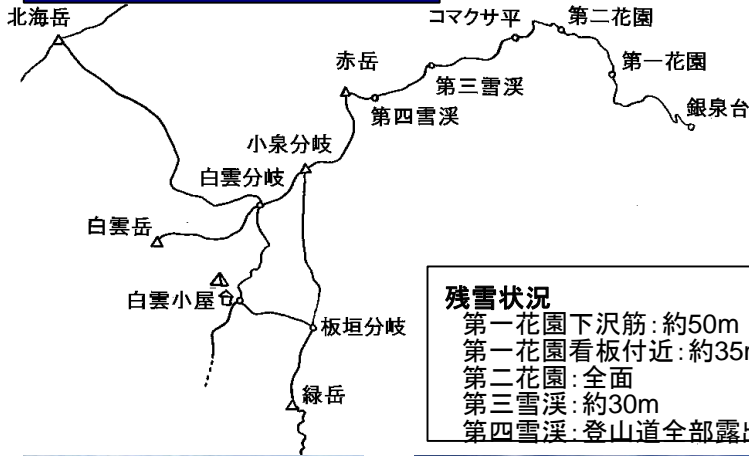 北海岳
コマクサ平
第二花園
赤岳
第一花園
第三雪渓
第四雪渓
銀泉台
小泉分岐
白雲分岐
白雲岳
白雲小屋
板垣分岐
緑岳
残雪状況
第一花園下沢筋:約50m
第一花園看板付近:約35m
第二花園:全面
第三雪渓:約30m
第四雪渓:登山道全部露出